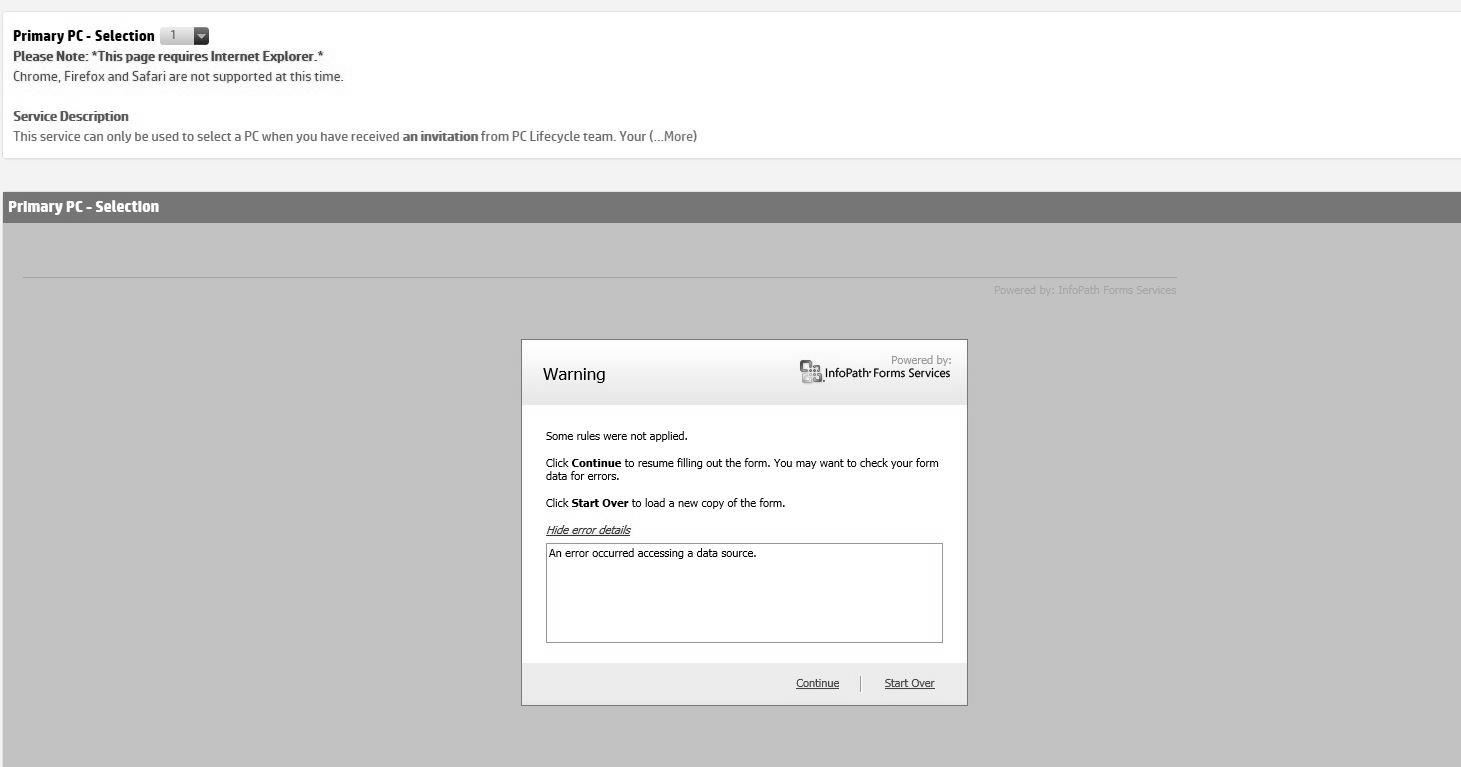 Primary PC - Selection 1
Please Note: *This page requires Internet Explorer.*
Chrome, Firefox and Safari are not supported at this time.
Service Description
This service can only be used to select a PC when you have received an invitation from PC Lifecycle team. Your (...More)
Primary PC - Selection
Powered by: InfoPath Forms Services
Warning
Powered by:
InfoPath Forms Services
Some rules were not applied.
Click Continue to resume filling out the form. You may want to check your form
data for errors.
Click Start Over to load a new copy of the form.
Hide error details
An error occurred accessing a data source.
Continue | Start Over